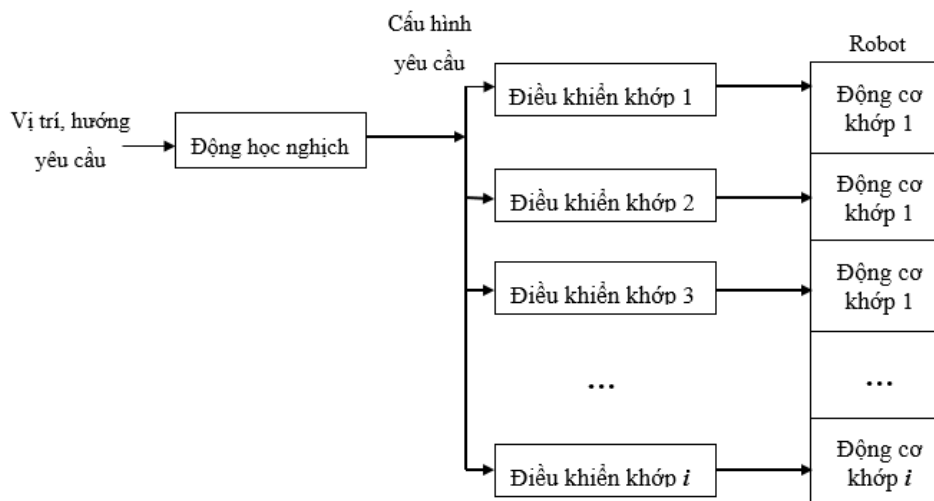 Cấu hình
yêu cầu
Robot
Vị trí, hướng
yêu cầu
Động học nghịch
Điều khiển khớp 1
Động cơ
khớp 1
Điều khiển khớp 2
Động cơ
khớp 1
Điều khiển khớp 3
Động cơ
khớp 1
...
...
Điều khiển khớp i
Động cơ
khớp i